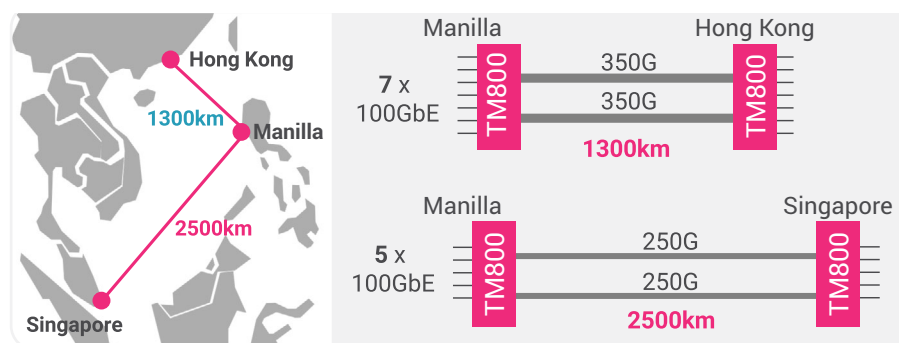 Hong Kong
1300km
Manilla
2500km
Singapore
Manilla
Hong Kong
7 x
100GbE
TM800
350G
350G
TM800
1300km
Manilla
Singapore
5 x
100GbE
TM800
250G
250G
TM800
2500km